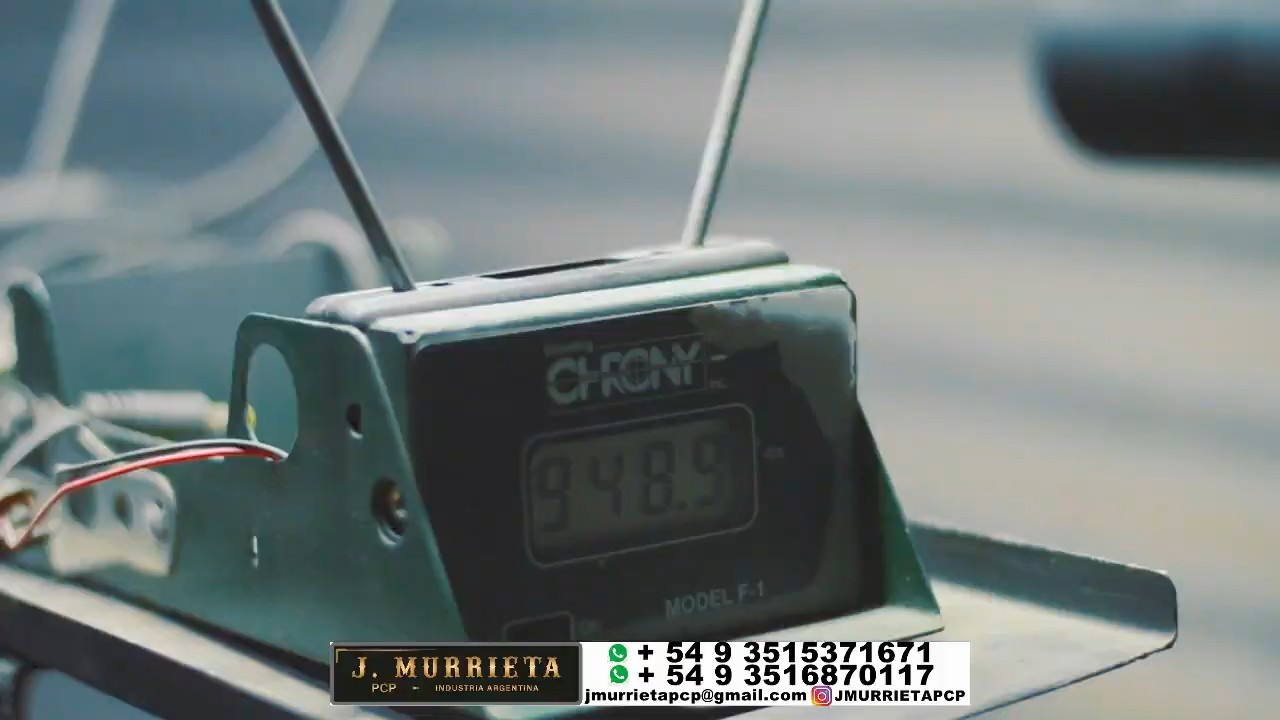 CHRONY
948.9
MODEL F-1
J. MURRIETA
PCP - INDUSTRIA ARGENTINA
+ 54 9 3515371671
+ 54 9 3516870117
jmurrietapcp@gmail.com JMURRIETAPCP